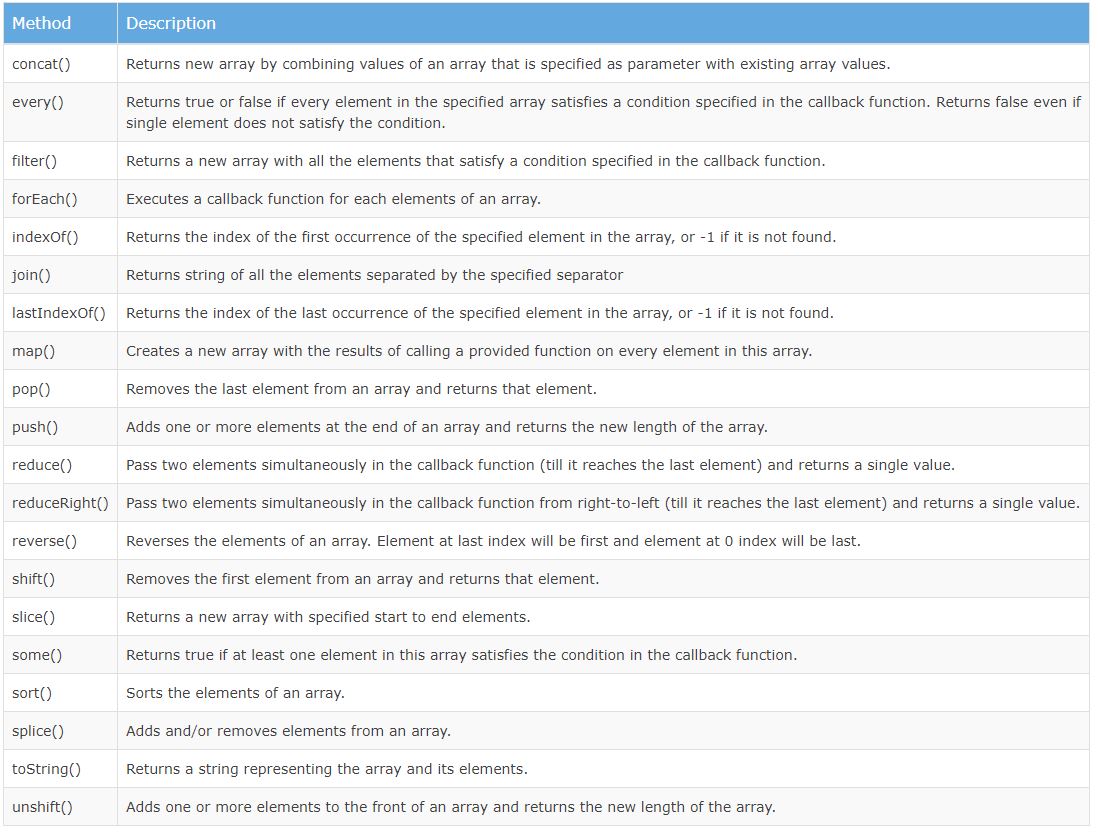 Method Description
concat() Returns new array by combining values of an array that is specified as parameter with existing array values.
every() Returns true or false if every element in the specified array satisfies a condition specified in the callback function. Returns false even if
single element does not satisfy the condition.
filter() Returns a new array with all the elements that satisfy a condition specified in the callback function.
forEach() Executes a callback function for each elements of an array.
indexOf() Returns the index of the first occurrence of the specified element in the array, or -1 if it is not found.
join() Returns string of all the elements separated by the specified separator
lastIndexOf() Returns the index of the last occurrence of the specified element in the array, or -1 if it is not found.
map() Creates a new array with the results of calling a provided function on every element in this array.
pop() Removes the last element from an array and returns that element.
push() Adds one or more elements at the end of an array and returns the new length of the array.
reduce() Pass two elements simultaneously in the callback function (till it reaches the last element) and returns a single value.
reduceRight() Pass two elements simultaneously in the callback function from right-to-left (till it reaches the last element) and returns a single value.
reverse() Reverses the elements of an array. Element at last index will be first and element at 0 index will be last.
shift() Removes the first element from an array and returns that element.
slice() Returns a new array with specified start to end elements.
some() Returns true if at least one element in this array satisfies the condition in the callback function.
sort() Sorts the elements of an array.
splice() Adds and/or removes elements from an array.
toString() Returns a string representing the array and its elements.
unshift() Adds one or more elements to the front of an array and returns the new length of the array.